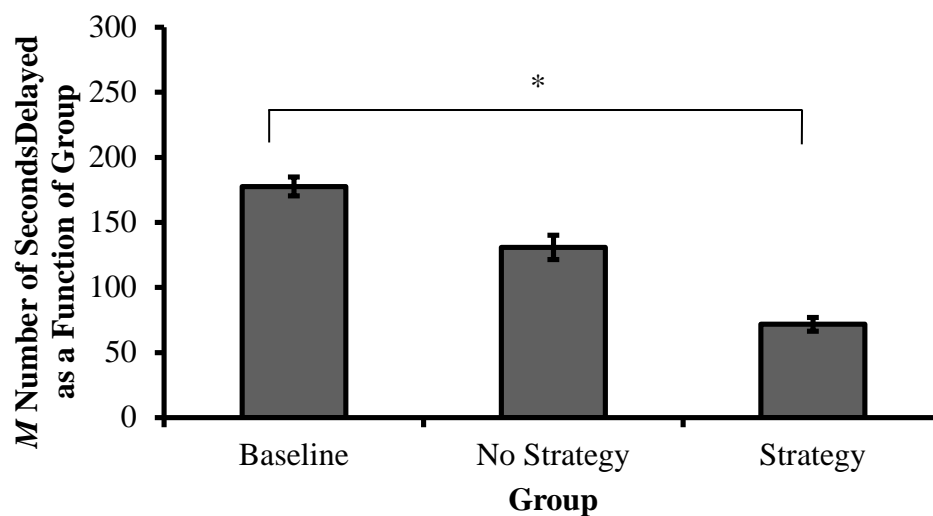 M Number of SecondsDelayed
as a Function of Group
300
250
200
150
100
50
0
*
Baseline
No Strategy
Strategy
Group